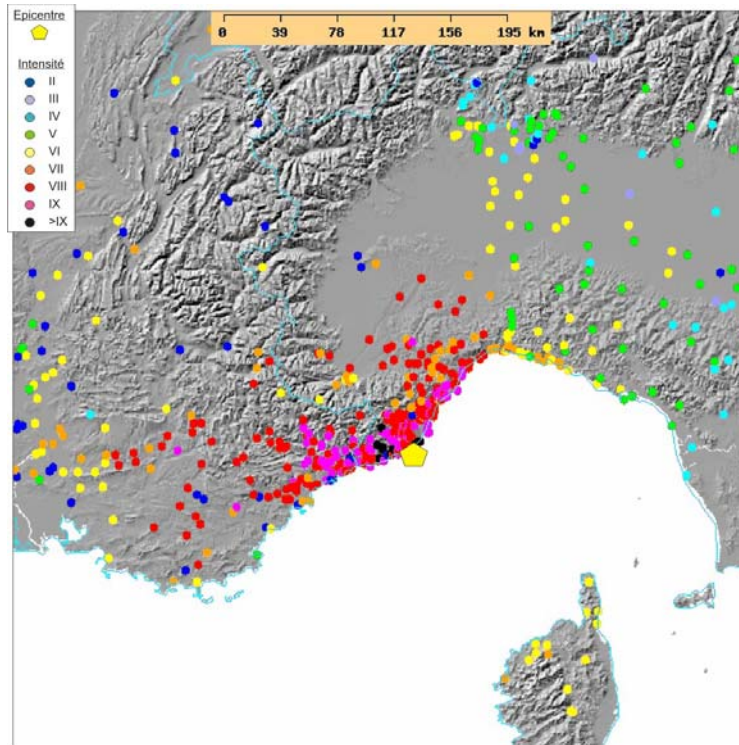 Epicentre
Intensité
II
III
IV
V
VI
VII
VIII
IX
>IX
0 39 78 117 156 195 km